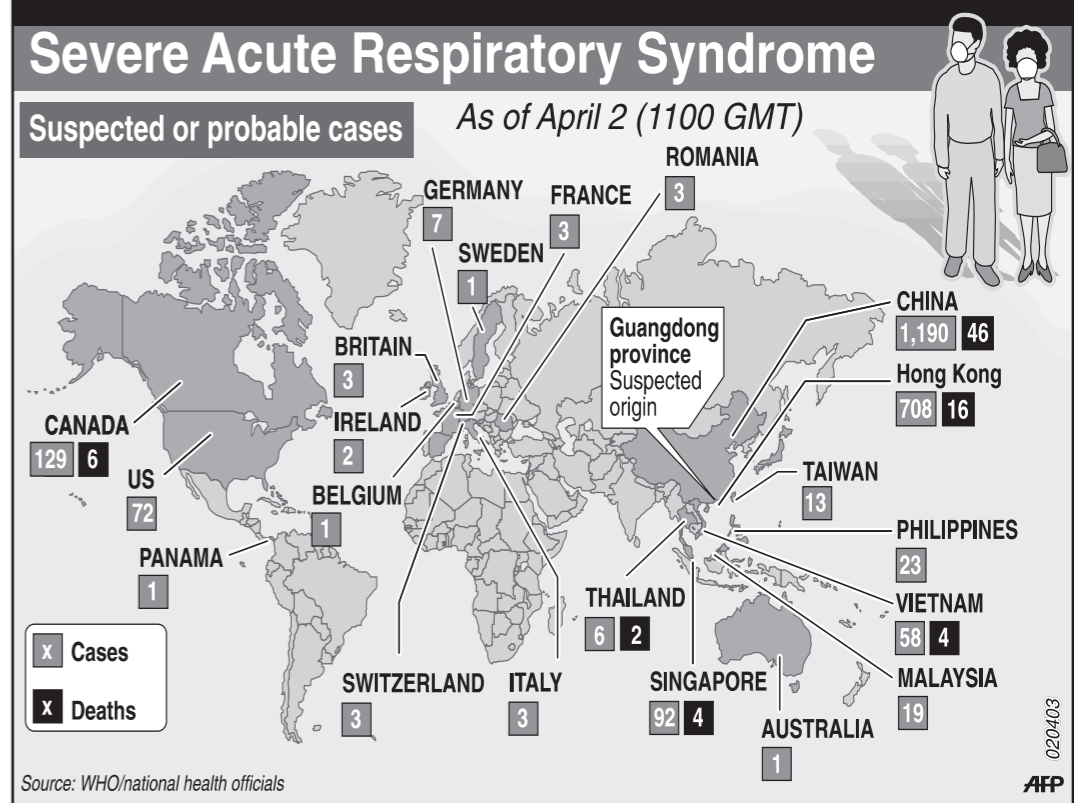 Severe Acute Respiratory Syndrome
Suspected or probable cases
As of April 2 (1100 GMT)
ROMANIA
3
GERMANY
7
FRANCE
3
SWEDEN
1
CHINA
1,190 46
Guangdong
province
Suspected
origin
BRITAIN
3
Hong Kong
708 16
IRELAND
2
CANADA
129 6
US
72
TAIWAN
13
BELGIUM
1
PHILIPPINES
23
PANAMA
1
THAILAND
6 2
VIETNAM
58 4
x Cases
x Deaths
SWITZERLAND
3
ITALY
3
SINGAPORE
92 4
MALAYSIA
19
AUSTRALIA
1
020403
Source: WHO/national health officials
AFP